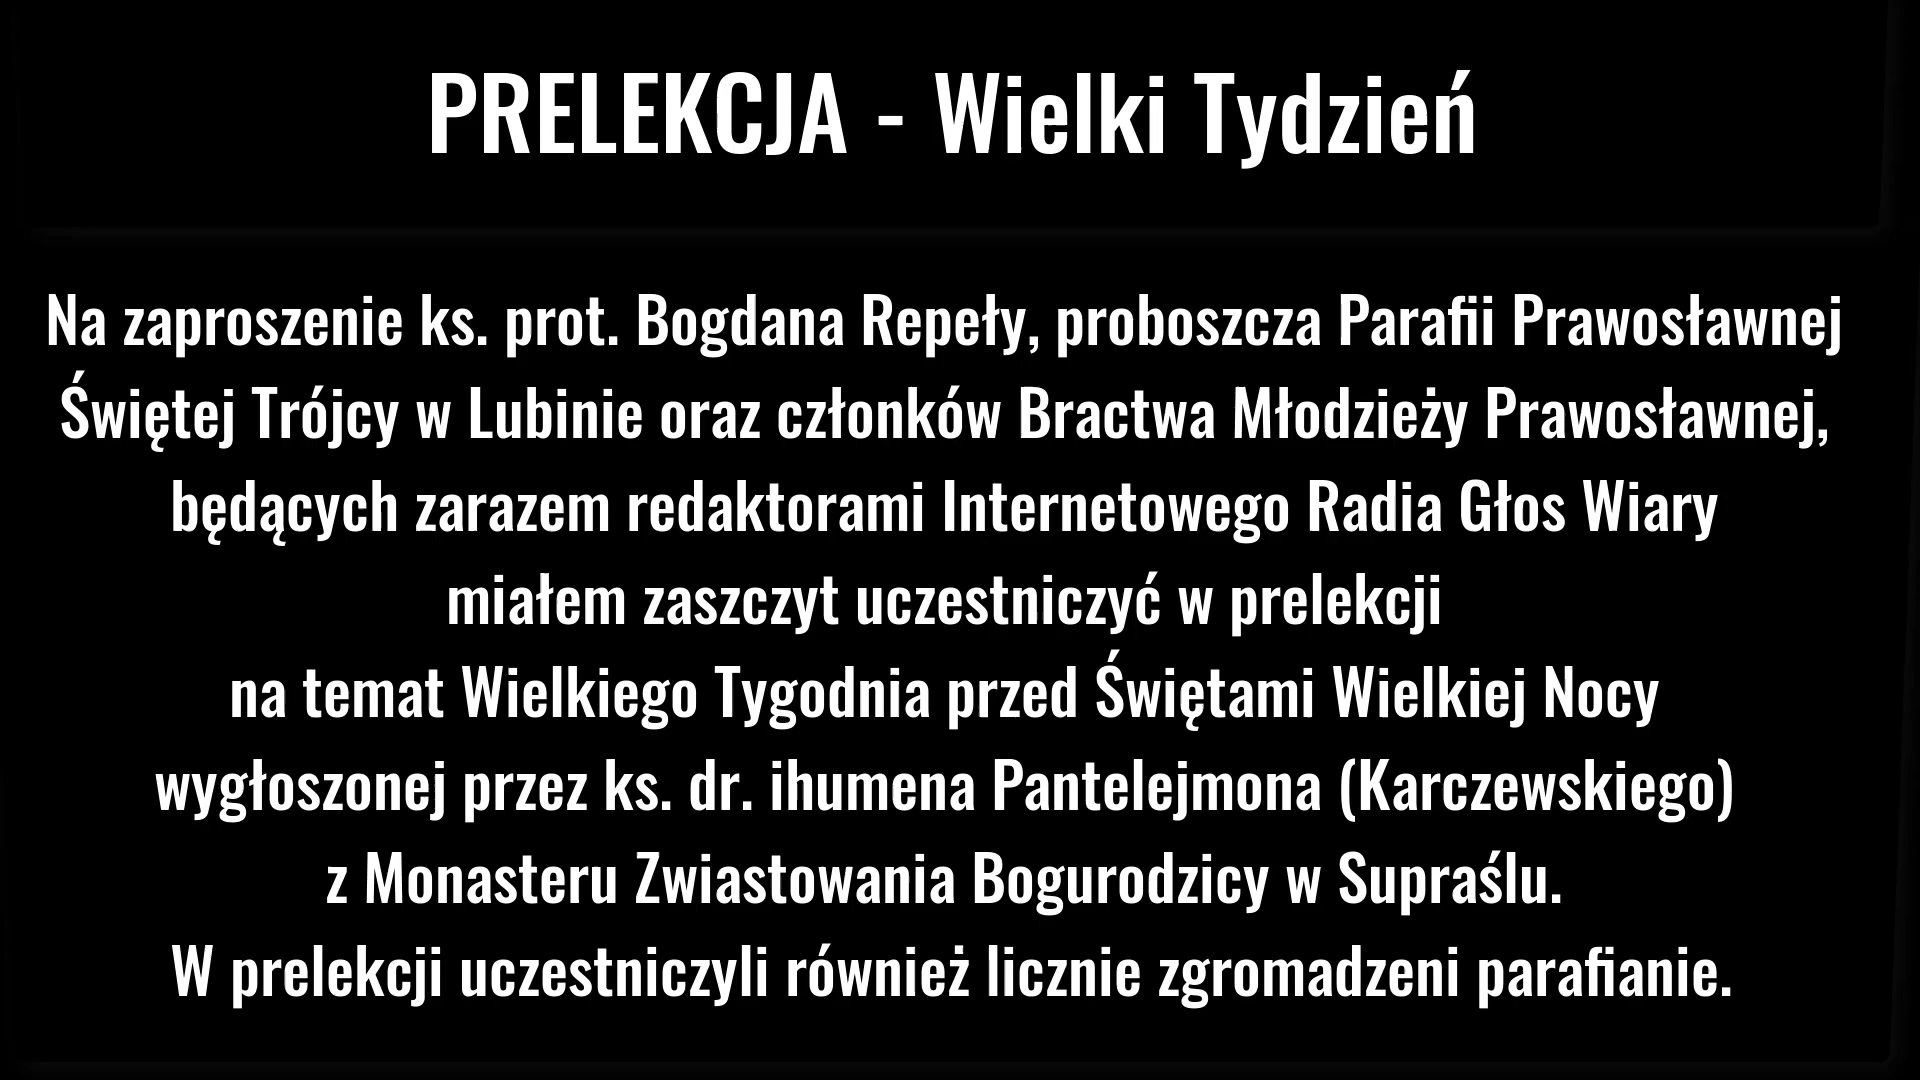 PRELEKCJA - Wielki Tydzień
Na zaproszenie ks. prot. Bogdana Repeły, proboszcza Parafii Prawosławnej
Świętej Trójcy w Lubinie oraz członków Bractwa Młodzieży Prawosławnej,
będących zarazem redaktorami Internetowego Radia Głos Wiary
miałem zaszczyt uczestniczyć w prelekcji
na temat Wielkiego Tygodnia przed Świętami Wielkiej Nocy
wygłoszonej przez ks. dr. ihumena Pantelejmona (Karczewskiego)
z Monasteru Zwiastowania Bogurodzicy w Supraślu.
W prelekcji uczestniczyli również licznie zgromadzeni parafianie.